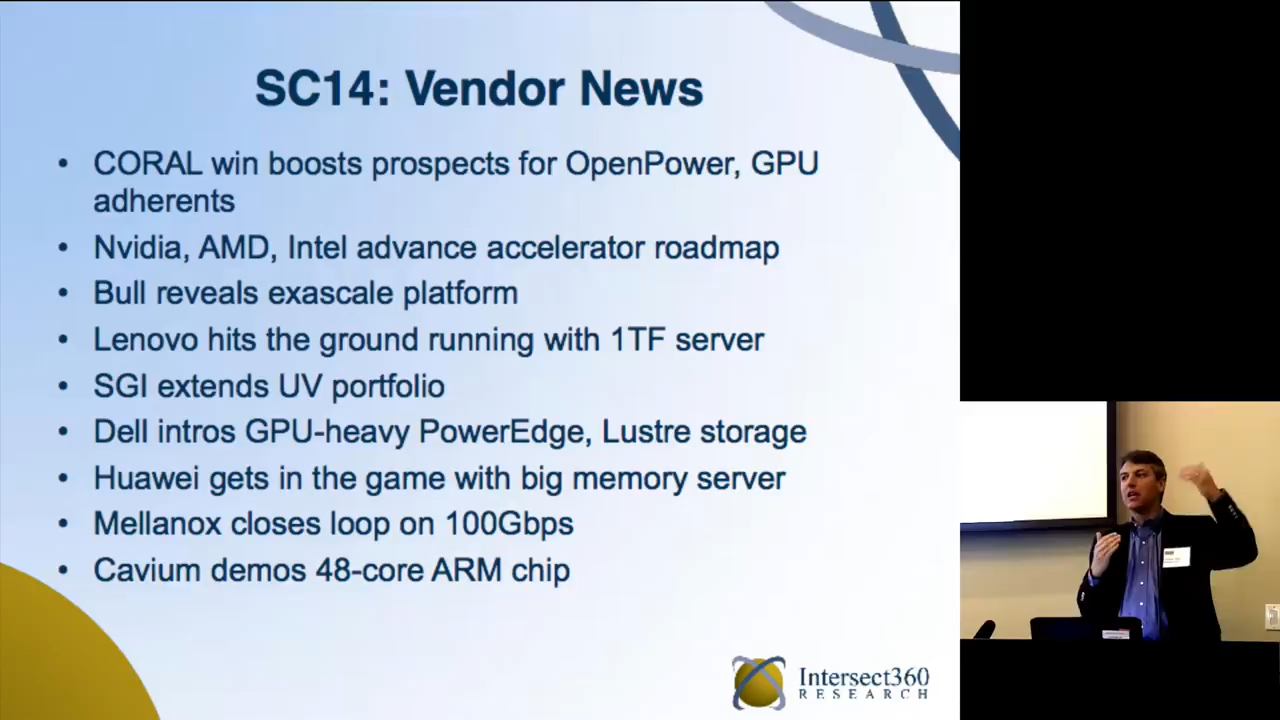 SC14: Vendor News
• CORAL win boosts prospects for OpenPower, GPU
adherents
• Nvidia, AMD, Intel advance accelerator roadmap
• Bull reveals exascale platform
• Lenovo hits the ground running with 1TF server
• SGI extends UV portfolio
• Dell intros GPU-heavy PowerEdge, Lustre storage
• Huawei gets in the game with big memory server
• Mellanox closes loop on 100Gbps
• Cavium demos 48-core ARM chip
Intersect360
RESEARCH